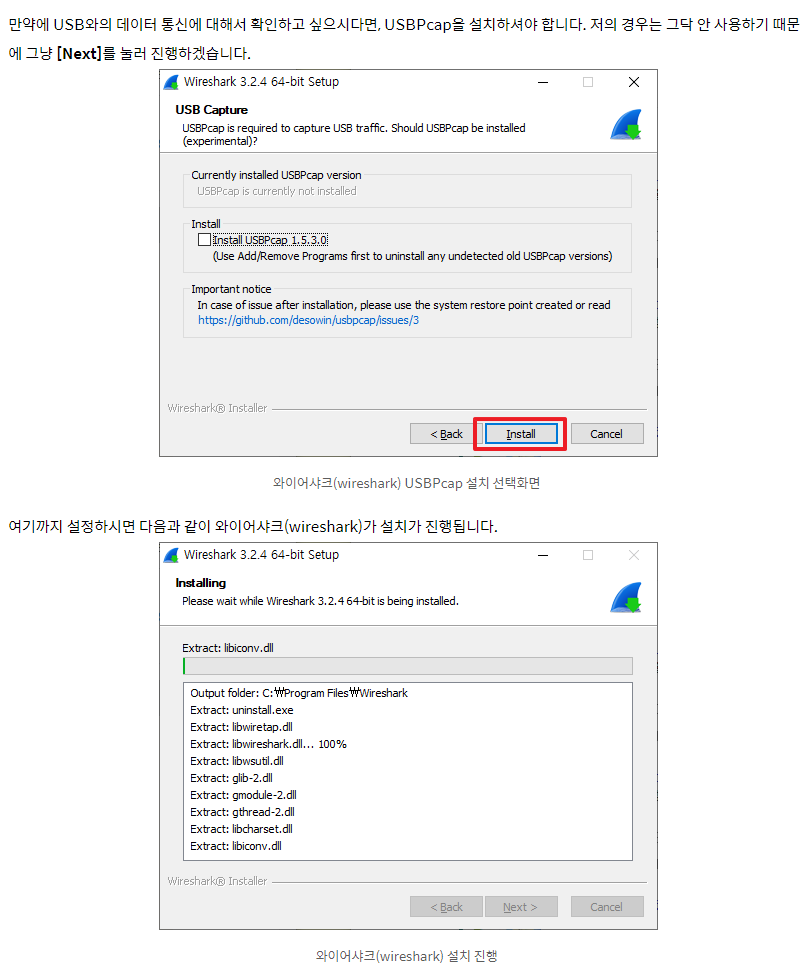 만약에 USB와의 데이터 통신에 대해서 확인하고 싶으시다면, USBPcap을 설치하셔야 합니다. 저의 경우는 그닥 안 사용하기 때문
에 그냥 [Next]를 눌러 진행하겠습니다.
Wireshark 3.2.4 64-bit Setup
USB Capture
USBPcap is required to capture USB traffic. Should USBPcap be installed
(experimental)?
Currently installed USBPcap version
USBPcap is currently not installed
Install
Install USBPcap 1.5.3.0
(Use Add/Remove Programs first to uninstall any undetected old USBPcap versions)
Important notice
In case of issue after installation, please use the system restore point created or read
https://github.com/desowin/usbpcap/issues/3
Wireshark® Installer
< Back Install Cancel
와이어샤크(wireshark) USBPcap 설치 선택화면
여기까지 설정하시면 다음과 같이 와이어샤크(wireshark)가 설치가 진행됩니다.
Wireshark 3.2.4 64-bit Setup
Installing
Please wait while Wireshark 3.2.4 64-bit is being installed.
Extract: libiconv.dll
Output folder: C:₩Program Files₩Wireshark
Extract: uninstall.exe
Extract: libwiretap.dll
Extract: libwireshark.dll... 100%
Extract: libwsutil.dll
Extract: glib-2.dll
Extract: gmodule-2.dll
Extract: gthread-2.dll
Extract: libcharset.dll
Extract: libiconv.dll
Wireshark® Installer
< Back Next > Cancel
와이어샤크(wireshark) 설치 진행